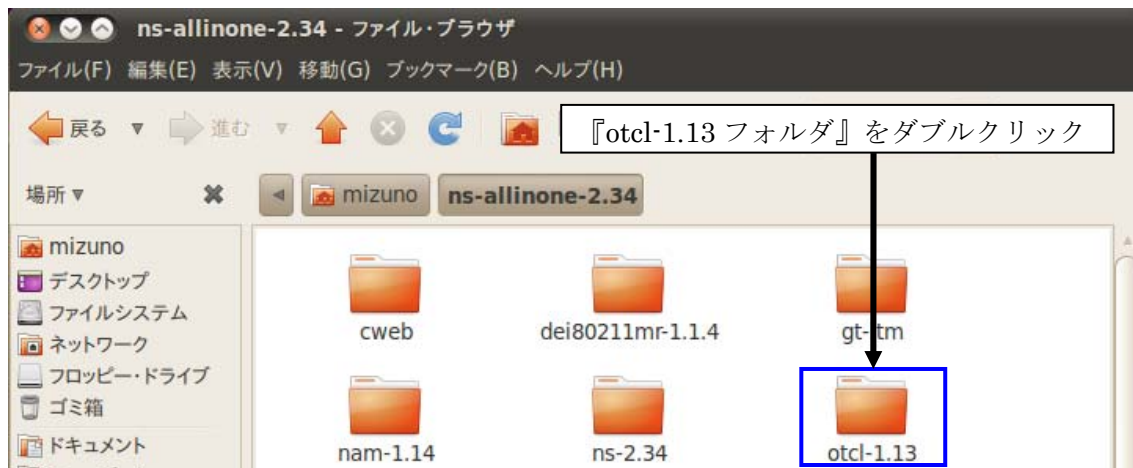 ns-allinone-2.34 - ファイル・ブラウザ
ファイル(F) 編集(E) 表示(V) 移動(G) ブックマーク(B) ヘルプ(H)
戻る 進む
『otcl-1.13 フォルダ』をダブルクリック
場所
mizuno ns-allinone-2.34
mizuno
デスクトップ
ファイルシステム
ネットワーク
フロッピー・ドライブ
ゴミ箱
ドキュメント
cweb dei80211mr-1.1.4
nam-1.14 ns-2.34 otcl-1.13